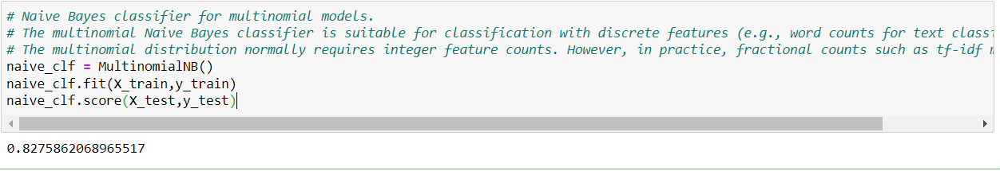 # Naive Bayes classifier for multinomial models.
# The multinomial Naive Bayes classifier is suitable for classification with discrete features (e.g., word counts for text classi
# The multinomial distribution normally requires integer feature counts. However, in practice, fractional counts such as tf-idf m
naive_clf = MultinomialNB()
naive_clf.fit(X_train,y_train)
naive_clf.score(X_test,y_test)
0.8275862068965517